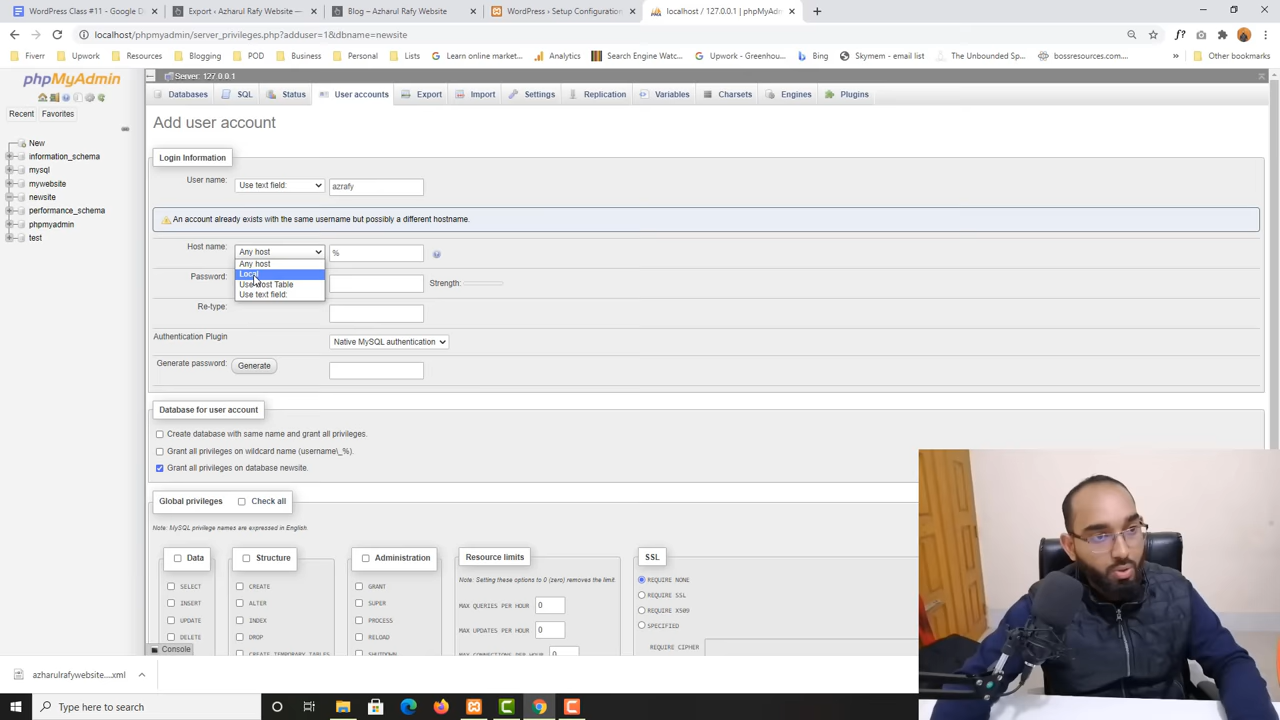 WordPress Class #11 - Google D
Export ‹ Azharul Rafy Website —
Blog – Azharul Rafy Website
WordPress › Setup Configuration
localhost / 127.0.0.1 | phpMyAdm
localhost/phpmyadmin/server_privileges.php?adduser=1&dbname=newsite
Fiverr
Upwork
Resources
Blogging
POD
Business
Personal
Lists
Learn online market...
Analytics
Search Engine Watc...
Upwork - Greenhou...
Bing
Skymem - email list
The Unbounded Sp...
bossresources.com
Other bookmarks
phpMyAdmin
Recent
Favorites
New
information_schema
mysql
mywebsite
newsite
performance_schema
phpmyadmin
test
Server: 127.0.0.1
Databases
SQL
Status
User accounts
Export
Import
Settings
Replication
Variables
Charsets
Engines
Plugins
Add user account
Login Information
User name:
Use text field:
azrafy
An account already exists with the same username but possibly a different hostname.
Host name:
Any host
%
Any host
Local
Use Host Table
Use text field:
Password:
Strength:
Re-type:
Authentication Plugin
Native MySQL authentication
Generate password:
Generate
Database for user account
Create database with same name and grant all privileges.
Grant all privileges on wildcard name (username\_%).
Grant all privileges on database newsite.
Global privileges
Check all
Note: MySQL privilege names are expressed in English.
Data
SELECT
INSERT
UPDATE
DELETE
Structure
CREATE
ALTER
INDEX
DROP
CREATE TEMPORARY TABLES
Administration
GRANT
SUPER
PROCESS
RELOAD
SHUTDOWN
Resource limits
Note: Setting these options to 0 (zero) removes the limit.
MAX QUERIES PER HOUR
0
MAX UPDATES PER HOUR
0
MAX CONNECTIONS PER HOUR
0
SSL
REQUIRE NONE
REQUIRE SSL
REQUIRE X509
SPECIFIED
REQUIRE CIPHER
Console
azharulrafywebsite....xml
Type here to search